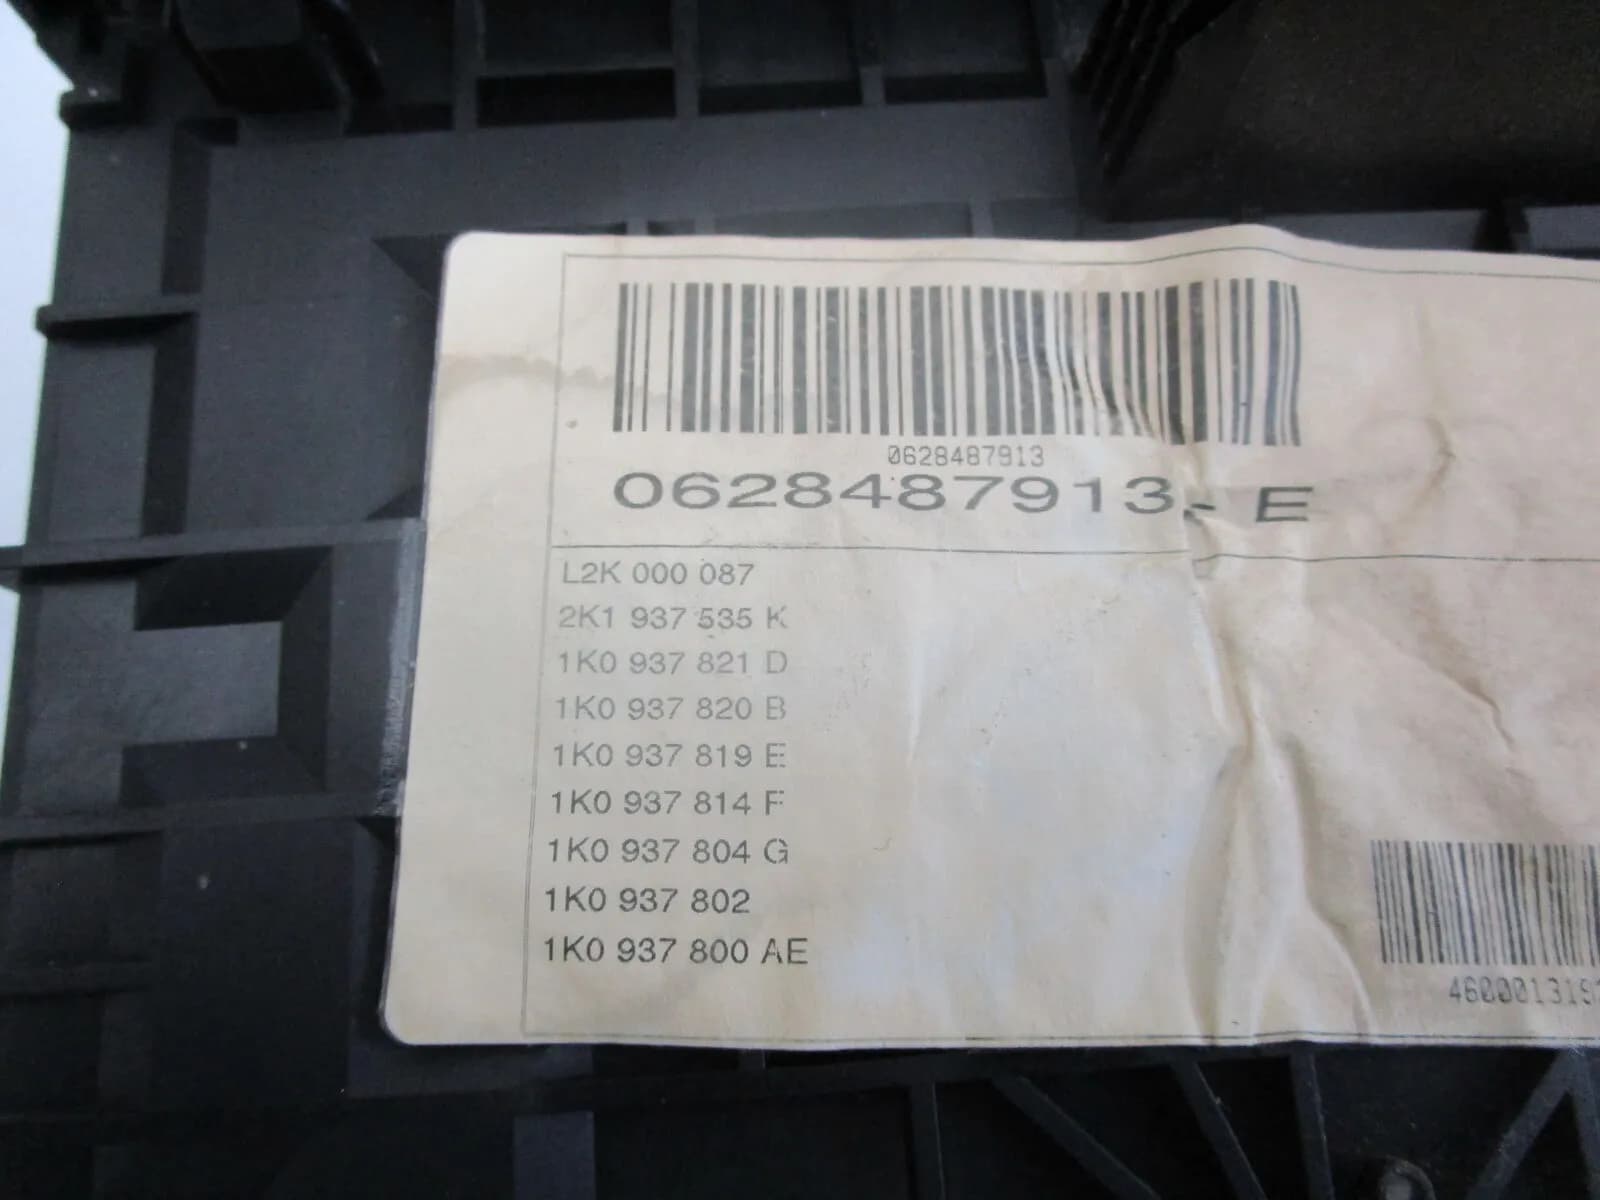 0628487913
0628487913- E
L2K 000 087
2K1 937 535 K
1K0 937 821 D
1K0 937 820 B
1K0 937 819 E
1K0 937 814 F
1K0 937 804 G
1K0 937 802
1K0 937 800 AE